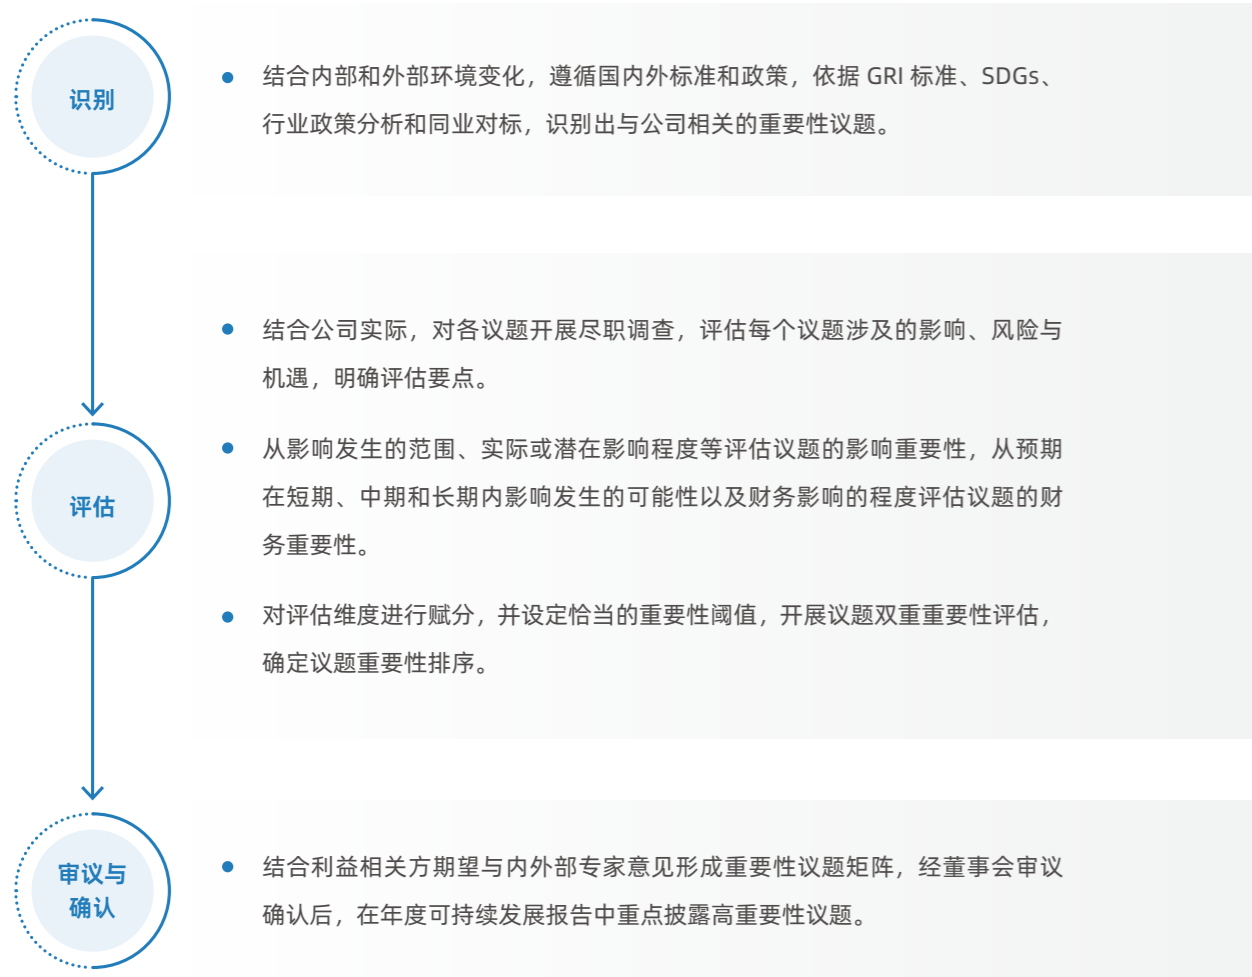 识别
结合内部和外部环境变化，遵循国内外标准和政策，依据 GRI 标准、SDGs、
行业政策分析和同业对标，识别出与公司相关的重要性议题。
评估
结合公司实际，对各议题开展尽职调查，评估每个议题涉及的影响、风险与
机遇，明确评估要点。
从影响发生的范围、实际或潜在影响程度等评估议题的影响重要性，从预期
在短期、中期和长期内影响发生的可能性以及财务影响的程度评估议题的财
务重要性。
对评估维度进行赋分，并设定恰当的重要性阈值，开展议题双重重要性评估，
确定议题重要性排序。
审议与
确认
结合利益相关方期望与内外部专家意见形成重要性议题矩阵，经董事会审议
确认后，在年度可持续发展报告中重点披露高重要性议题。